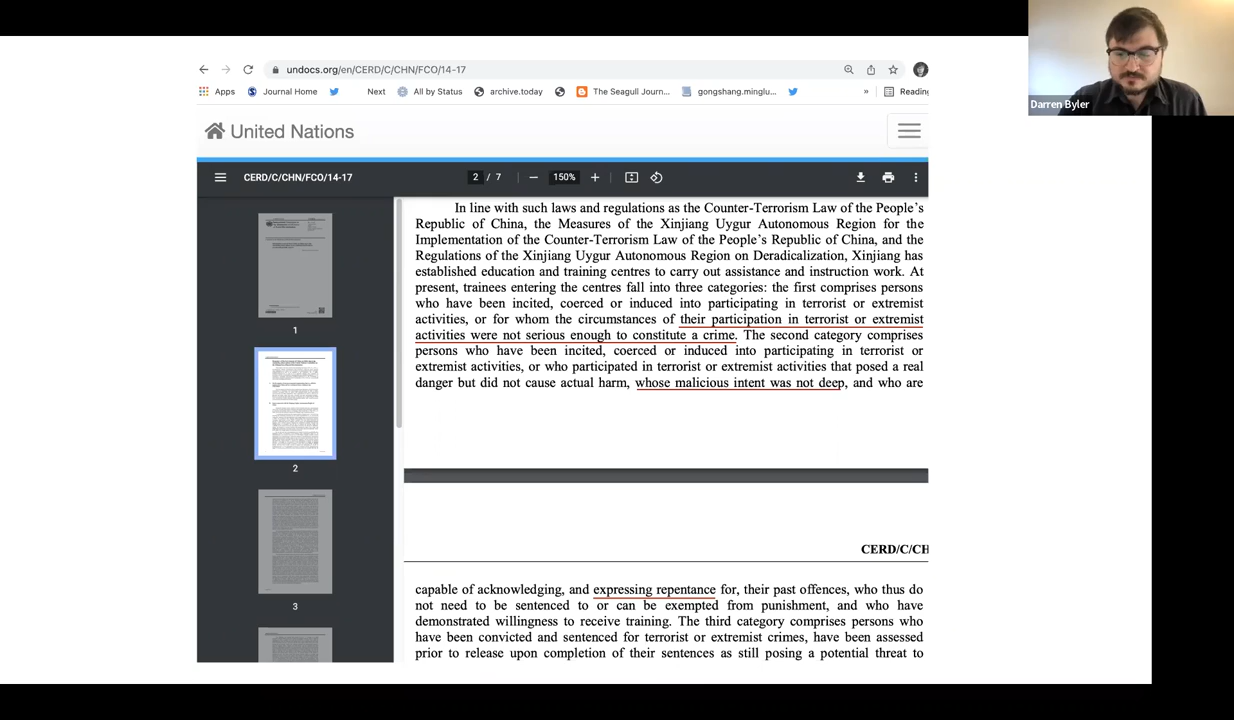 undocs.org/en/CERD/C/CHN/FCO/14-17
Apps Journal Home Next All by Status archive.today The Seagull Journ... gongshang.minglu... » Reading
United Nations
CERD/C/CHN/FCO/14-17 2 / 7 150%
In line with such laws and regulations as the Counter-Terrorism Law of the People's
Republic of China, the Measures of the Xinjiang Uygur Autonomous Region for the
Implementation of the Counter-Terrorism Law of the People's Republic of China, and the
Regulations of the Xinjiang Uygur Autonomous Region on Deradicalization, Xinjiang has
established education and training centres to carry out assistance and instruction work. At
present, trainees entering the centres fall into three categories: the first comprises persons
who have been incited, coerced or induced into participating in terrorist or extremist
activities, or for whom the circumstances of their participation in terrorist or extremist
activities were not serious enough to constitute a crime. The second category comprises
persons who have been incited, coerced or induced into participating in terrorist or
extremist activities, or who participated in terrorist or extremist activities that posed a real
danger but did not cause actual harm, whose malicious intent was not deep, and who are
CERD/C/CH
capable of acknowledging, and expressing repentance for, their past offences, who thus do
not need to be sentenced to or can be exempted from punishment, and who have
demonstrated willingness to receive training. The third category comprises persons who
have been convicted and sentenced for terrorist or extremist crimes, have been assessed
prior to release upon completion of their sentences as still posing a potential threat to
1
2
3
Darren Byler